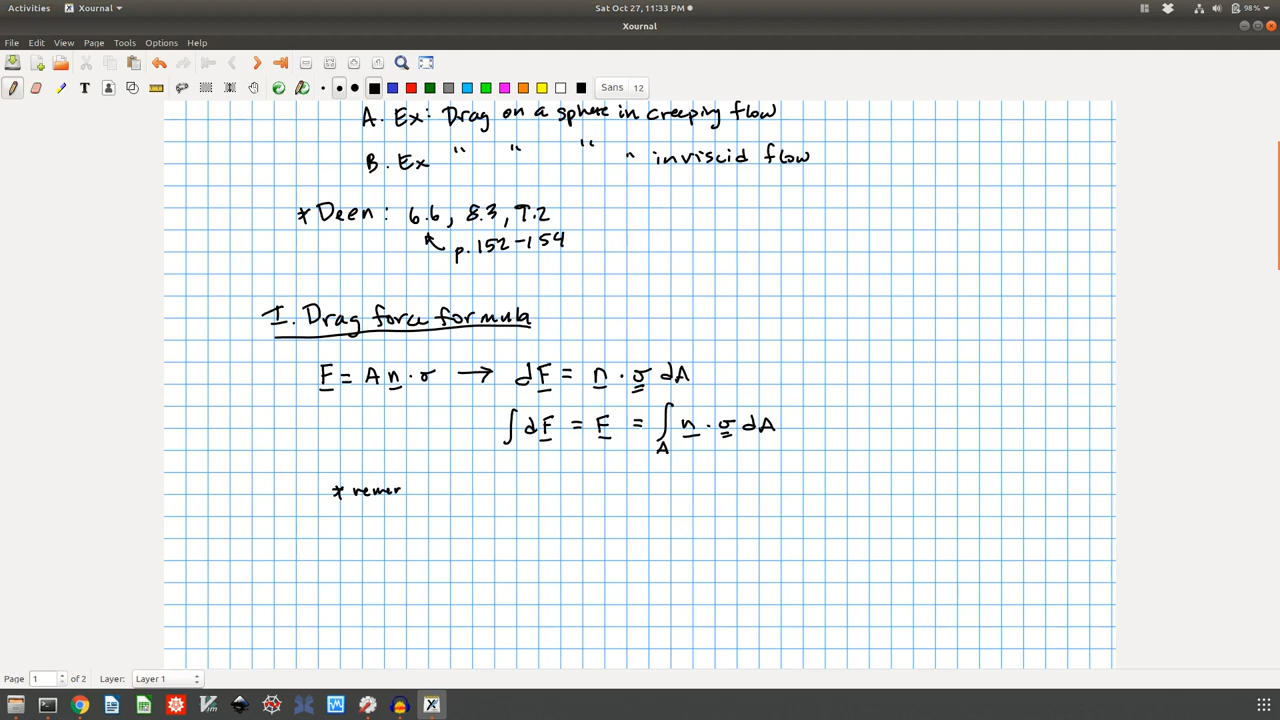 Activities Xournal Sat Oct 27, 11:33 PM 98%
Xournal
File Edit View Page Tools Options Help
Sans 12
A. Ex: Drag on a sphere in creeping flow
B. Ex " " " " inviscid flow
* Deen: 6.6, 8.3, 9.2
p. 152-154
I. Drag force formula
F = A n · σ → dF = n · σ dA
∫ dF = F = ∫ n · σ dA
A
* remer
Page 1 of 2 Layer: Layer 1